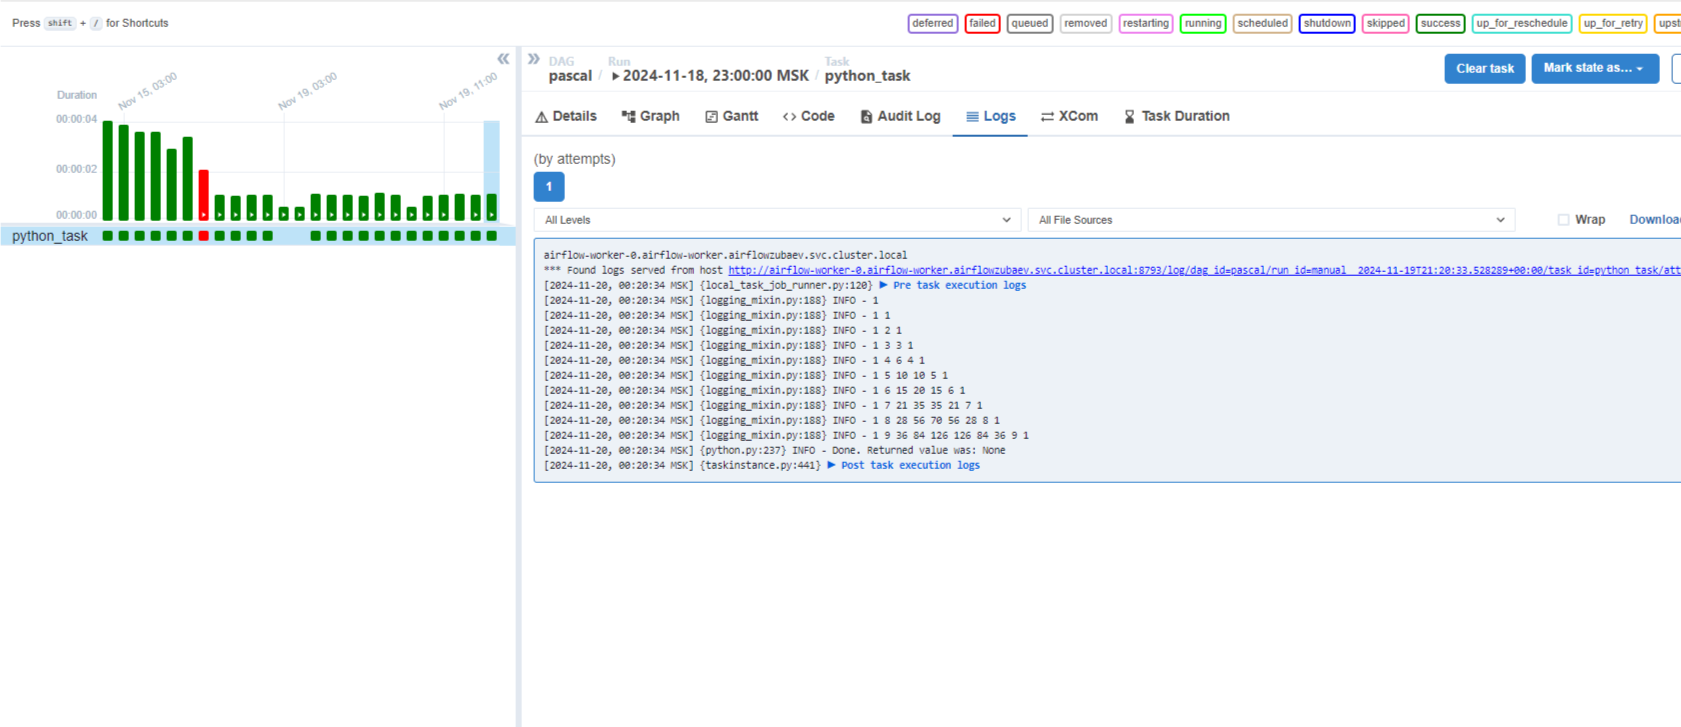 Press shift + / for Shortcuts
deferred failed queued removed restarting running scheduled shutdown skipped success up_for_reschedule up_for_retry upst
Duration
Nov 15, 03:00
Nov 19, 03:00
Nov 19, 11:00
00:00:04
00:00:02
00:00:00
python_task
DAG
pascal
/
Run
2024-11-18, 23:00:00 MSK
/
Task
python_task
Clear task
Mark state as...
Details Graph Gantt Code Audit Log Logs XCom Task Duration
(by attempts)
1
All Levels
All File Sources
Wrap
Downloa
airflow-worker-0.airflow-worker.airflowzubaev.svc.cluster.local
*** Found logs served from host http://airflow-worker-0.airflow-worker.airflowzubaev.svc.cluster.local:8793/log/dag_id=pascal/run_id=manual__2024-11-19T21:20:33.528289+00:00/task_id=python_task/att
[2024-11-20, 00:20:34 MSK] {local_task_job_runner.py:120} ▶ Pre task execution logs
[2024-11-20, 00:20:34 MSK] {logging_mixin.py:188} INFO - 1
[2024-11-20, 00:20:34 MSK] {logging_mixin.py:188} INFO - 1 1
[2024-11-20, 00:20:34 MSK] {logging_mixin.py:188} INFO - 1 2 1
[2024-11-20, 00:20:34 MSK] {logging_mixin.py:188} INFO - 1 3 3 1
[2024-11-20, 00:20:34 MSK] {logging_mixin.py:188} INFO - 1 4 6 4 1
[2024-11-20, 00:20:34 MSK] {logging_mixin.py:188} INFO - 1 5 10 10 5 1
[2024-11-20, 00:20:34 MSK] {logging_mixin.py:188} INFO - 1 6 15 20 15 6 1
[2024-11-20, 00:20:34 MSK] {logging_mixin.py:188} INFO - 1 7 21 35 35 21 7 1
[2024-11-20, 00:20:34 MSK] {logging_mixin.py:188} INFO - 1 8 28 56 70 56 28 8 1
[2024-11-20, 00:20:34 MSK] {logging_mixin.py:188} INFO - 1 9 36 84 126 126 84 36 9 1
[2024-11-20, 00:20:34 MSK] {python.py:237} INFO - Done. Returned value was: None
[2024-11-20, 00:20:34 MSK] {taskinstance.py:441} ▶ Post task execution logs